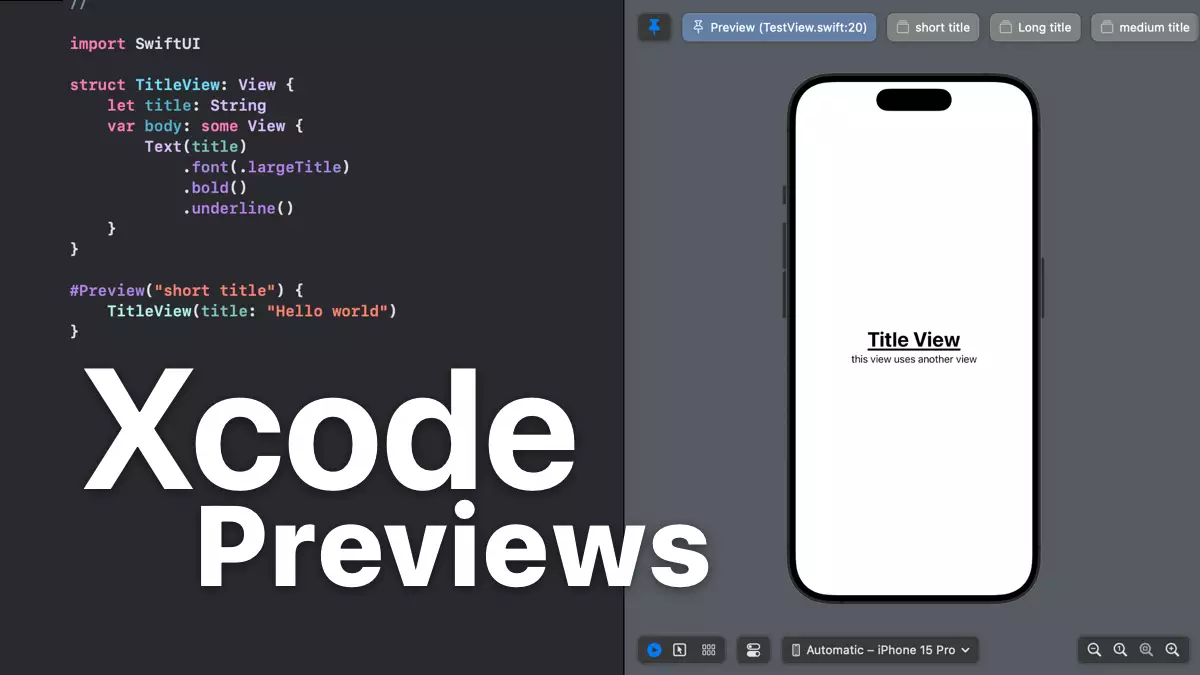 //
import SwiftUI
struct TitleView: View {
let title: String
var body: some View {
Text(title)
.font(.largeTitle)
.bold()
.underline()
}
}
#Preview("short title") {
TitleView(title: "Hello world")
}
Xcode
Previews
Preview (TestView.swift:20)
short title
Long title
medium title
Title View
this view uses another view
Automatic – iPhone 15 Pro